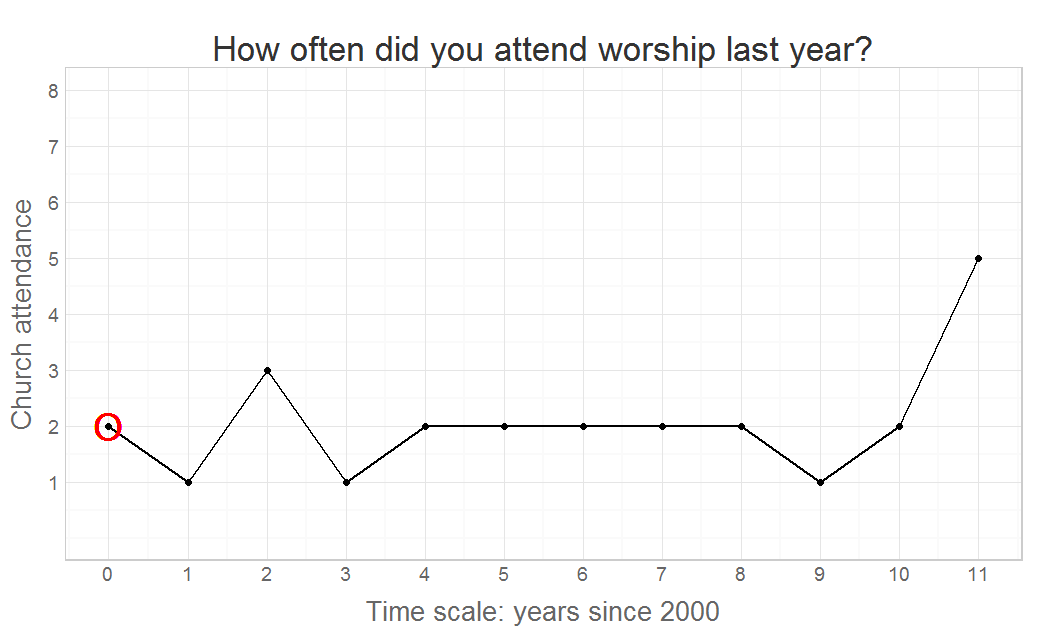 How often did you attend worship last year?
Church attendance
8
7
6
5
4
3
2
1
0 1 2 3 4 5 6 7 8 9 10 11
Time scale: years since 2000